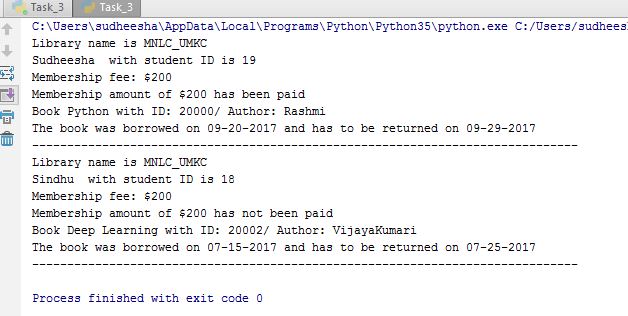 Task_3 Task_3
C:\Users\sudheesha\AppData\Local\Programs\Python\Python35\python.exe C:/Users/sudhees
Library name is MNLC_UMKC
Sudheesha  with student ID is 19
Membership fee: $200
Membership amount of $200 has been paid
Book Python with ID: 20000/ Author: Rashmi
The book was borrowed on 09-20-2017 and has to be returned on 09-29-2017
------------------------------------------------------------------------------
Library name is MNLC_UMKC
Sindhu  with student ID is 18
Membership fee: $200
Membership amount of $200 has not been paid
Book Deep Learning with ID: 20002/ Author: VijayaKumari
The book was borrowed on 07-15-2017 and has to be returned on 07-25-2017
------------------------------------------------------------------------------
Process finished with exit code 0